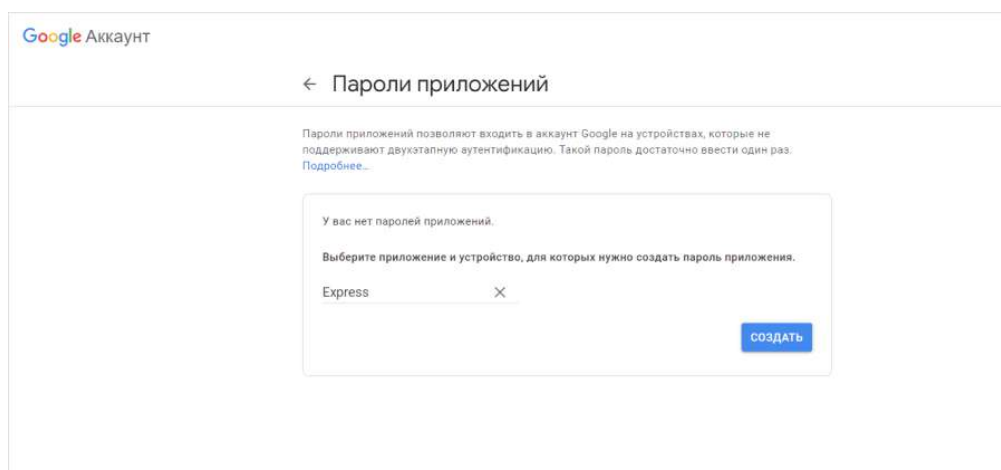 Google Аккаунт
← Пароли приложений
Пароли приложений позволяют входить в аккаунт Google на устройствах, которые не
поддерживают двухэтапную аутентификацию. Такой пароль достаточно ввести один раз.
Подробнее...
У вас нет паролей приложений.
Выберите приложение и устройство, для которых нужно создать пароль приложения.
Express
СОЗДАТЬ